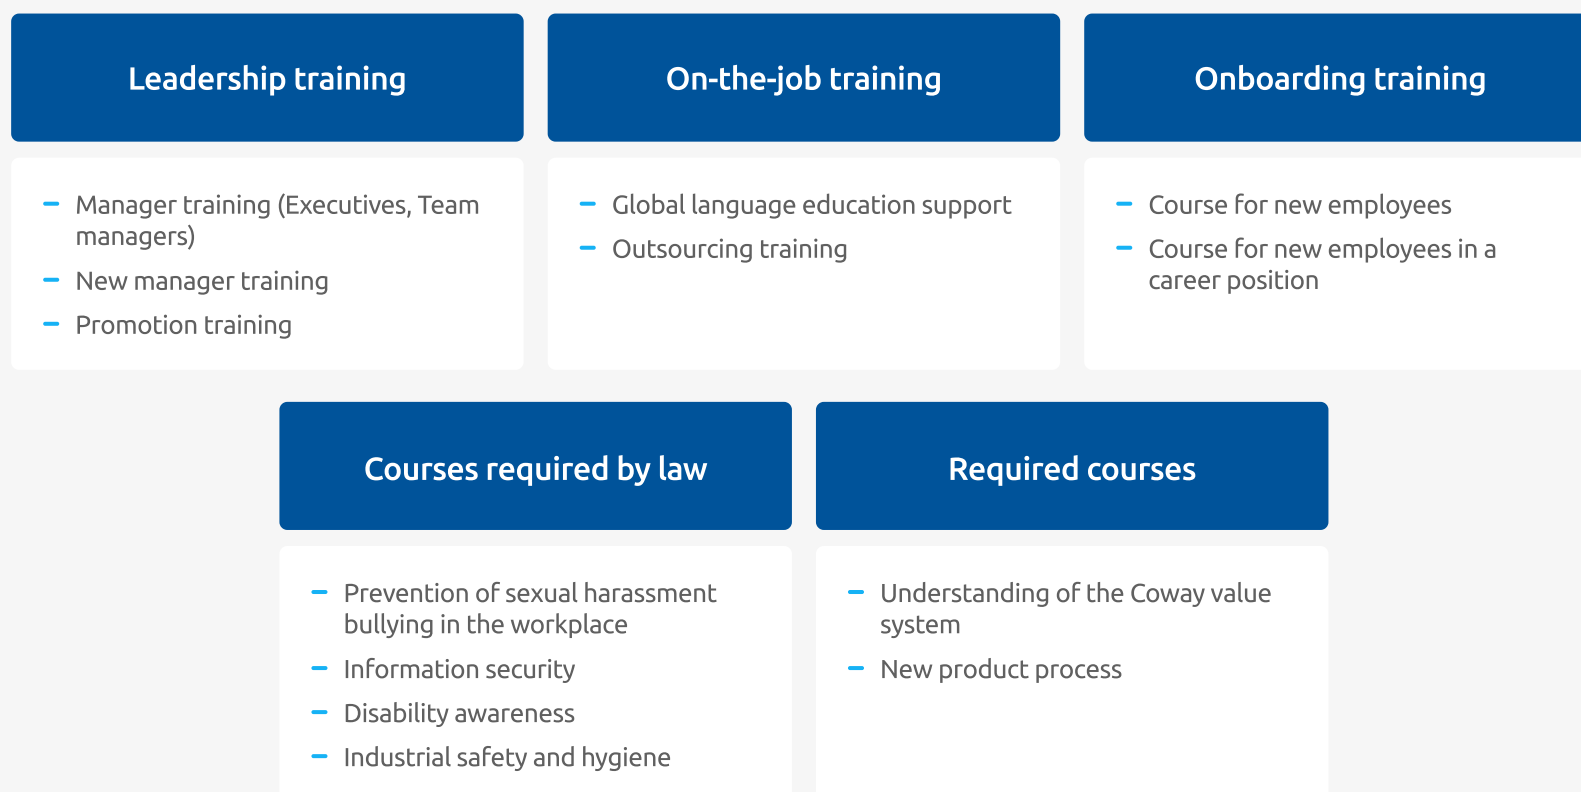 Leadership training
Manager training (Executives, Team
managers)
New manager training
Promotion training
On-the-job training
Global language education support
Outsourcing training
Onboarding training
Course for new employees
Course for new employees in a
career position
Courses required by law
Prevention of sexual harassment
bullying in the workplace
Information security
Disability awareness
Industrial safety and hygiene
Required courses
Understanding of the Coway value
system
New product process